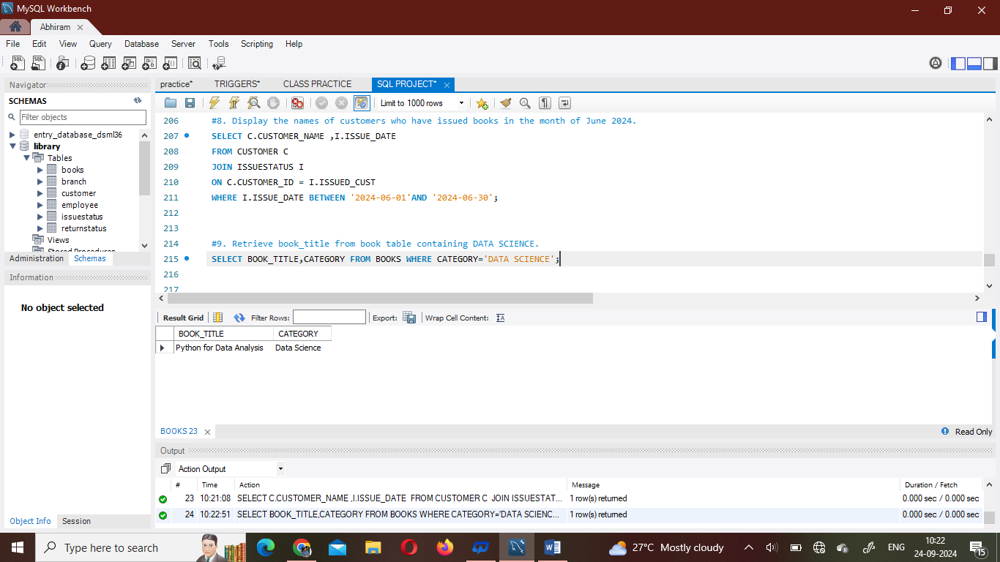 MySQL Workbench
Abhiram
File Edit View Query Database Server Tools Scripting Help
Navigator
SCHEMAS
Filter objects
entry_database_dsml36
library
Tables
books
branch
customer
employee
issuestatus
returnstatus
Views
Stored Procedures
Administration Schemas
Information
No object selected
Object Info Session
practice* TRIGGERS* CLASS PRACTICE SQL PROJECT*
Limit to 1000 rows
206 #8. Display the names of customers who have issued books in the month of June 2024.
207 SELECT C.CUSTOMER_NAME ,I.ISSUE_DATE
208 FROM CUSTOMER C
209 JOIN ISSUESTATUS I
210 ON C.CUSTOMER_ID = I.ISSUED_CUST
211 WHERE I.ISSUE_DATE BETWEEN '2024-06-01'AND '2024-06-30';
212
213
214 #9. Retrieve book_title from book table containing DATA SCIENCE.
215 SELECT BOOK_TITLE,CATEGORY FROM BOOKS WHERE CATEGORY='DATA SCIENCE';
216
217
Result Grid Filter Rows: Export: Wrap Cell Content: IA
BOOK_TITLE CATEGORY
Python for Data Analysis Data Science
BOOKS 23 Read Only
Output
Action Output
# Time Action Message Duration / Fetch
23 10:21:08 SELECT C.CUSTOMER_NAME ,I.ISSUE_DATE FROM CUSTOMER C JOIN ISSUESTAT... 1 row(s) returned 0.000 sec / 0.000 sec
24 10:22:51 SELECT BOOK_TITLE,CATEGORY FROM BOOKS WHERE CATEGORY='DATA SCIENC... 1 row(s) returned 0.000 sec / 0.000 sec
Type here to search 27°C Mostly cloudy ENG 10:22
24-09-2024 15